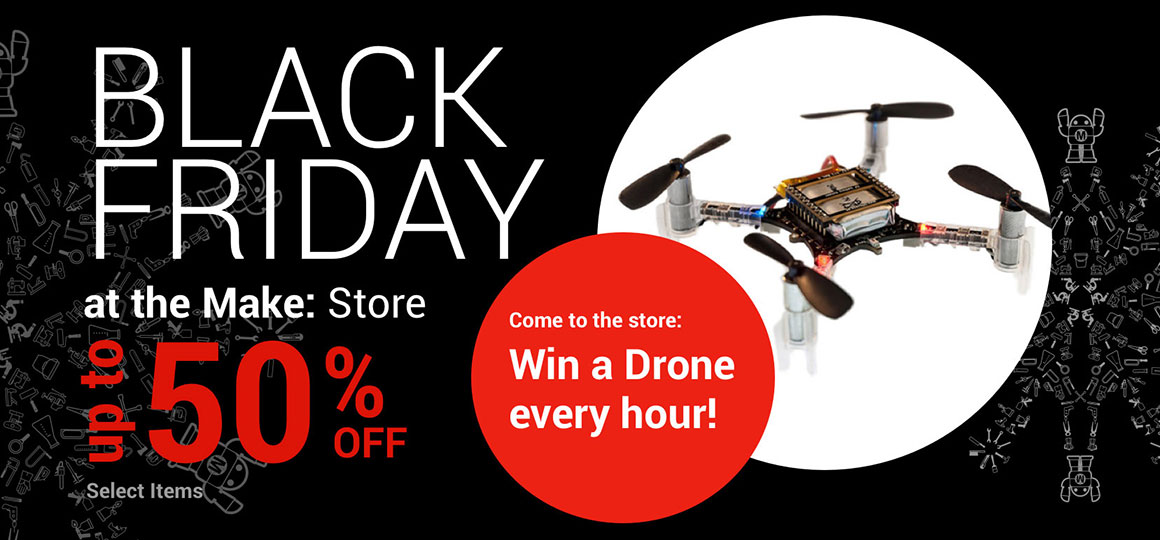 BLACK
FRIDAY
at the Make: Store
up to 50% OFF
Select Items
Come to the store:
Win a Drone
every hour!